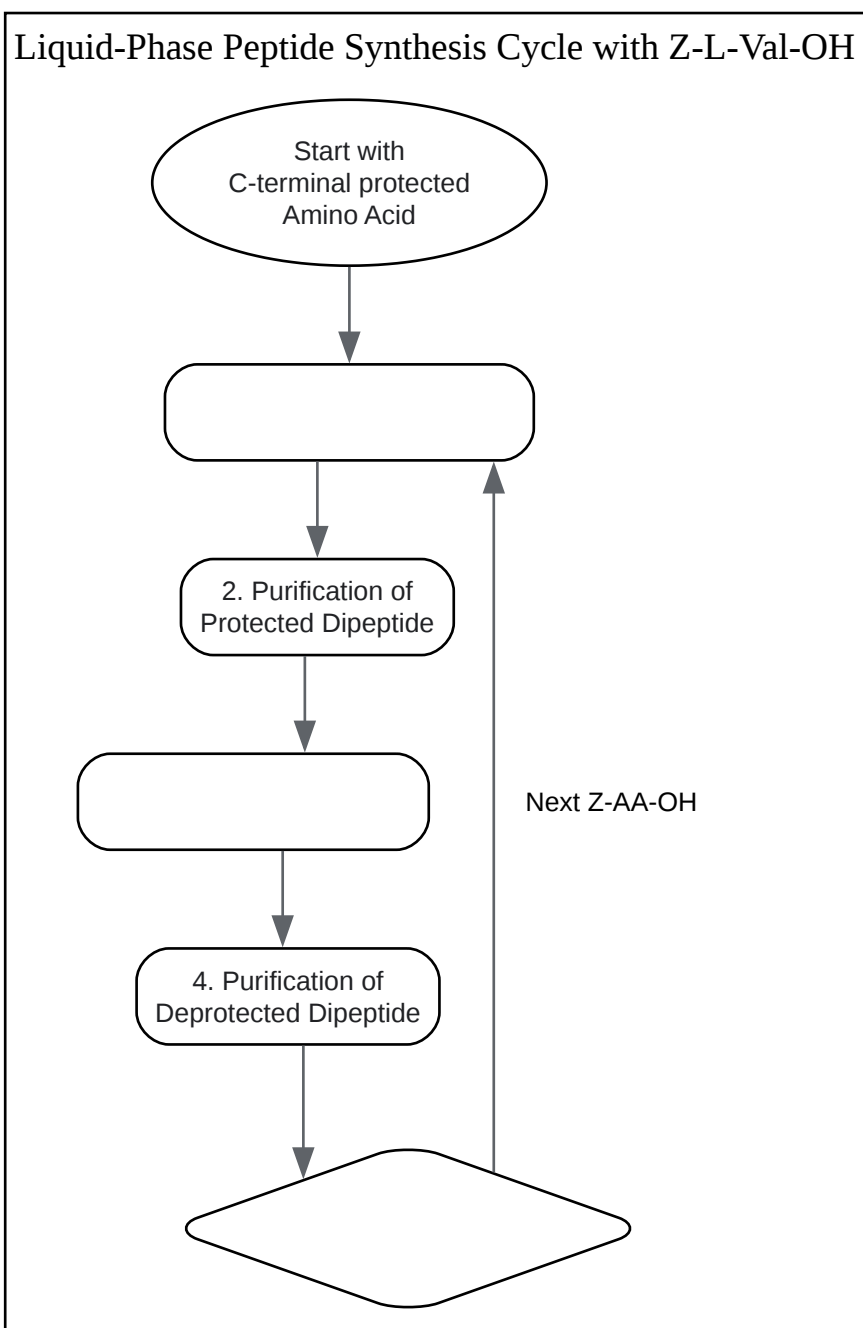 Liquid-Phase Peptide Synthesis Cycle with Z-L-Val-OH
Start with
C-terminal protected
Amino Acid
2. Purification of
Protected Dipeptide
Next Z-AA-OH
4. Purification of
Deprotected Dipeptide